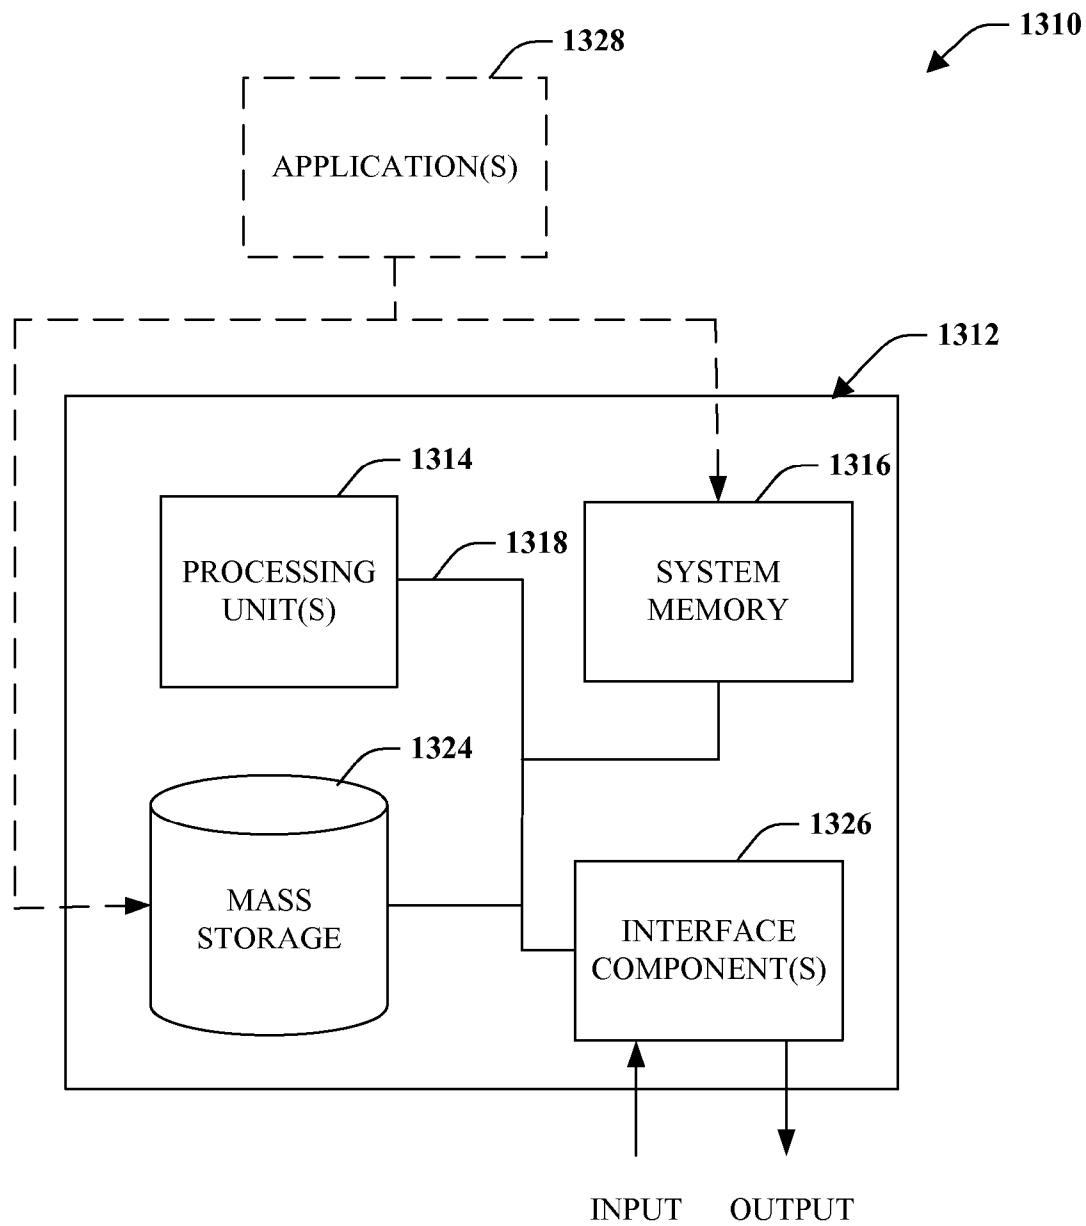 1310
1328
APPLICATION(S)
1312
1314
1316
1318
PROCESSING
UNIT(S)
SYSTEM
MEMORY
1324
1326
MASS
STORAGE
INTERFACE
COMPONENT(S)
INPUT
OUTPUT